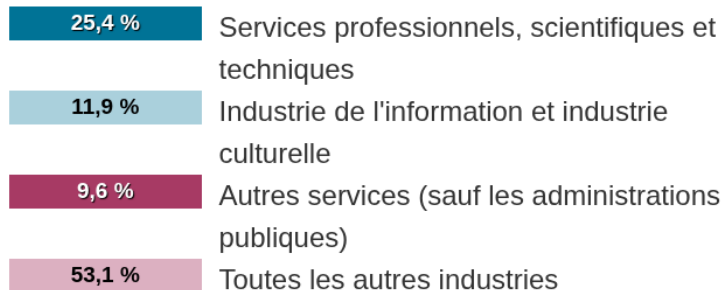 25,4 % Services professionnels, scientifiques et
techniques
11,9 % Industrie de l'information et industrie
culturelle
9,6 % Autres services (sauf les administrations
publiques)
53,1 % Toutes les autres industries